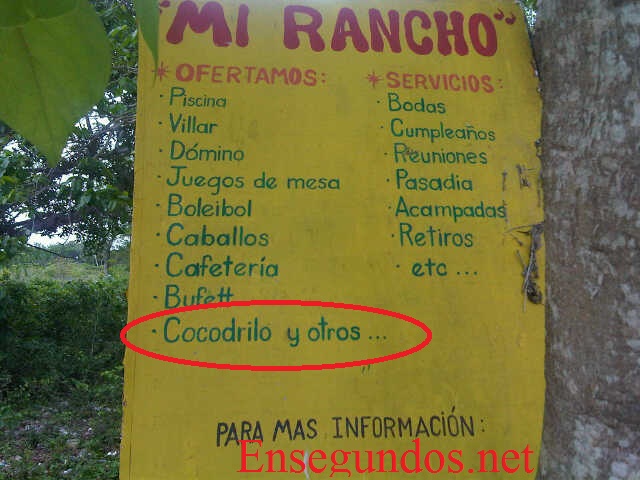 "MI RANCHO"
* OFERTAMOS:
· Piscina
· Villar
· Dómino
· Juegos de mesa
· Boleibol
· Caballos
· Cafetería
· Bufett
· Cocodrilo y otros ...
* SERVICIOS:
· Bodas
· Cumpleaños
· Reuniones
· Pasadia
· Acampadas
· Retiros
· etc ...
PARA MAS INFORMACIÓN:
Ensegundos.net